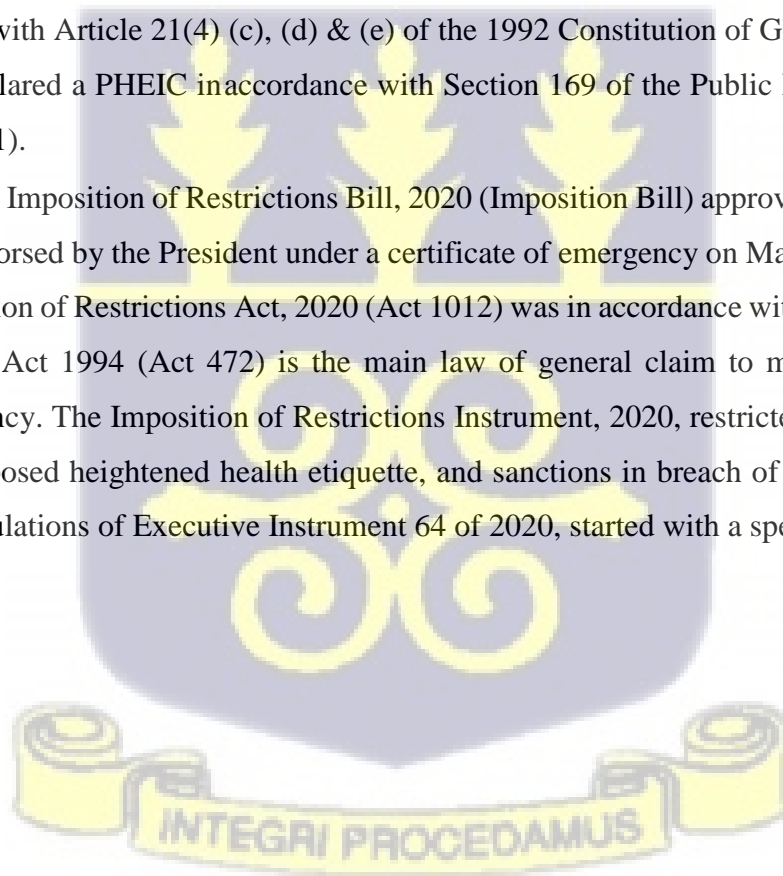 with Article 21(4) (c), (d) & (e) of the 1992 Constitution of G
lared a PHEIC inaccordance with Section 169 of the Public
1).
Imposition of Restrictions Bill, 2020 (Imposition Bill) approv
orsed by the President under a certificate of emergency on Ma
ion of Restrictions Act, 2020 (Act 1012) was in accordance wit
Act 1994 (Act 472) is the main law of general claim to m
ncy. The Imposition of Restrictions Instrument, 2020, restricte
posed heightened health etiquette, and sanctions in breach of
ulations of Executive Instrument 64 of 2020, started with a spe
INTEGRI PROCEDAMUS